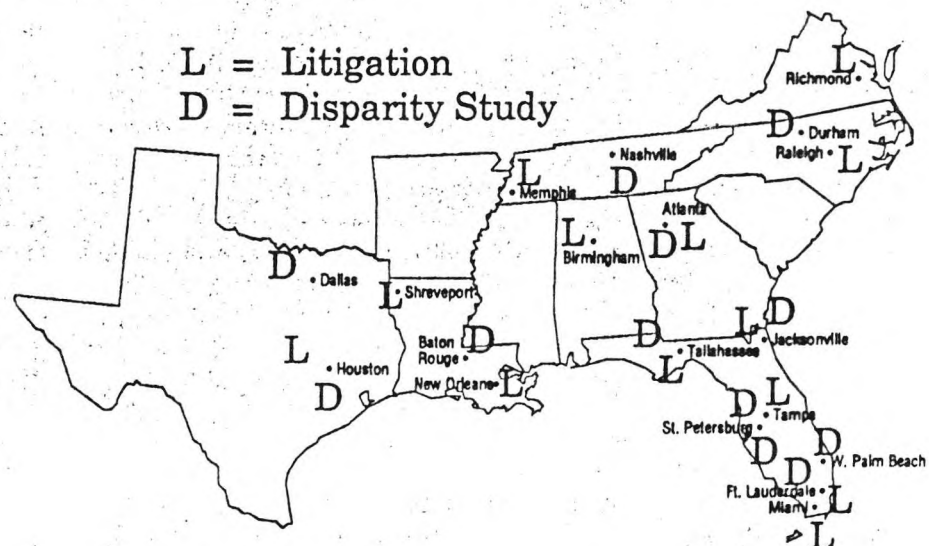 L = Litigation
D = Disparity Study
L
Richmond
D
Durham
Raleigh
L
Nashville
D
L
Memphis
Atlanta
D L
L
Birmingham
D
Dallas
L
Shreveport
L
Houston
D
Baton
Rouge
D
New Orleans
L
D
Tallahassee
L
L D
Jacksonville
D
L
Tampa
St. Petersburg
D
D
D
W. Palm Beach
Ft. Lauderdale
L
Miami
L